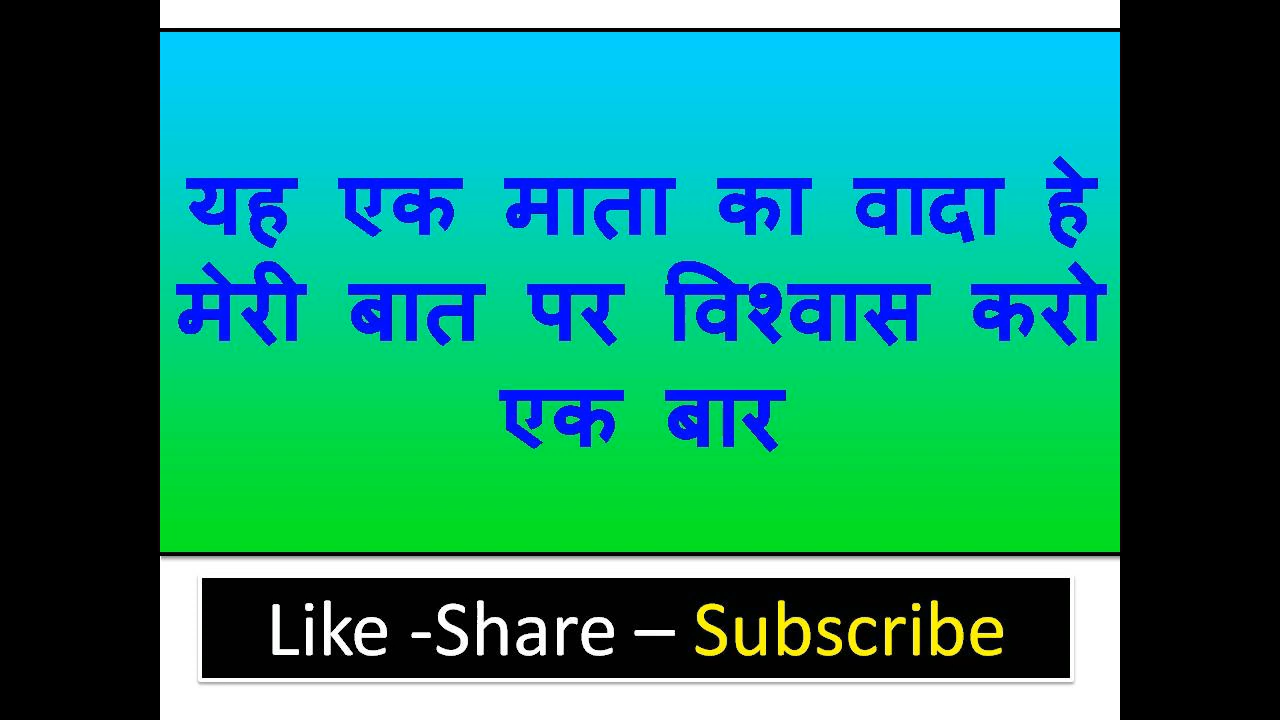 यह एक माता का वादा हे
मेरी बात पर विश्वास करो
एक बार
Like -Share – Subscribe